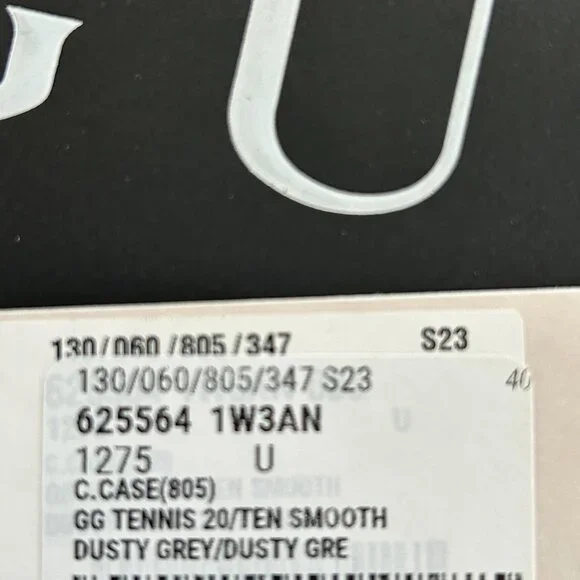 U
130/060/805/347 S23
130/060/805/347 S23 40
625564 1W3AN
1275 U
C.CASE(805)
GG TENNIS 20/TEN SMOOTH
DUSTY GREY/DUSTY GRE